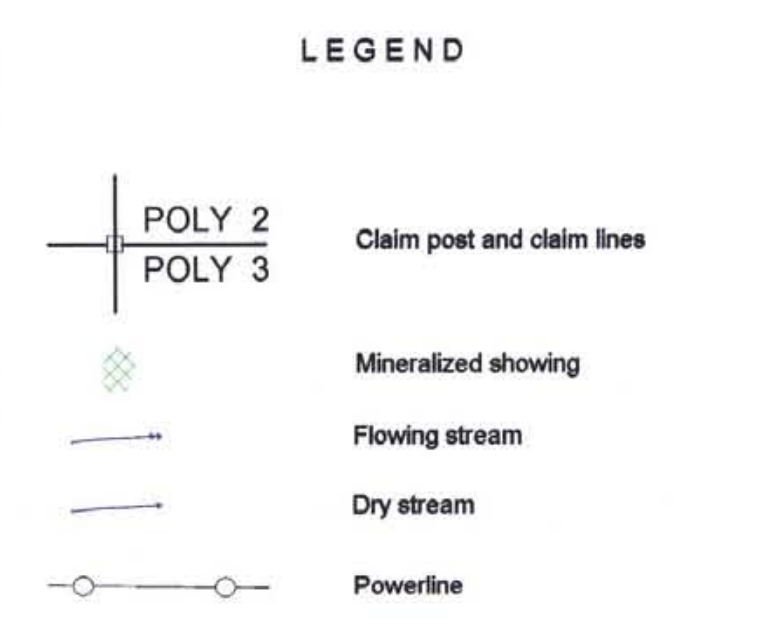 LEGEND
POLY 2
Claim post and claim lines
POLY 3
Mineralized showing
Flowing stream
Dry stream
Powerline